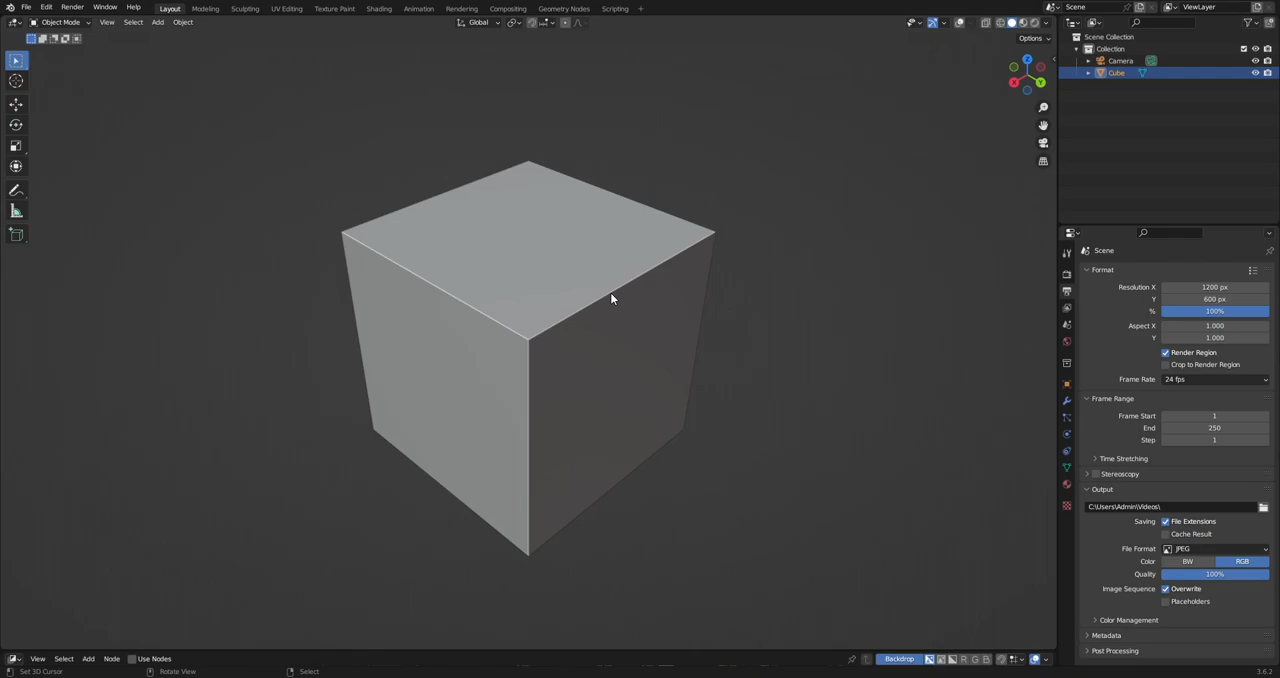 File Edit Render Window Help Layout Modeling Sculpting UV Editing Texture Paint Shading Animation Rendering Compositing Geometry Nodes Scripting + Scene ViewLayer
Object Mode View Select Add Object Global
Options
Z
X Y
Scene Collection
Collection
Camera
Cube
Scene
Format
Resolution X 1200 px
Y 600 px
% 100%
Aspect X 1.000
Y 1.000
Render Region
Crop to Render Region
Frame Rate 24 fps
Frame Range
Frame Start 1
End 250
Step 1
Time Stretching
Stereoscopy
Output
C:\Users\Admin\Videos\
Saving File Extensions
Cache Result
File Format JPEG
Color BW RGB
Quality 100%
Image Sequence Overwrite
Placeholders
Color Management
Metadata
Post Processing
View Select Add Node Use Nodes Backdrop R G B
Set 3D Cursor Rotate View Select 3.6.2